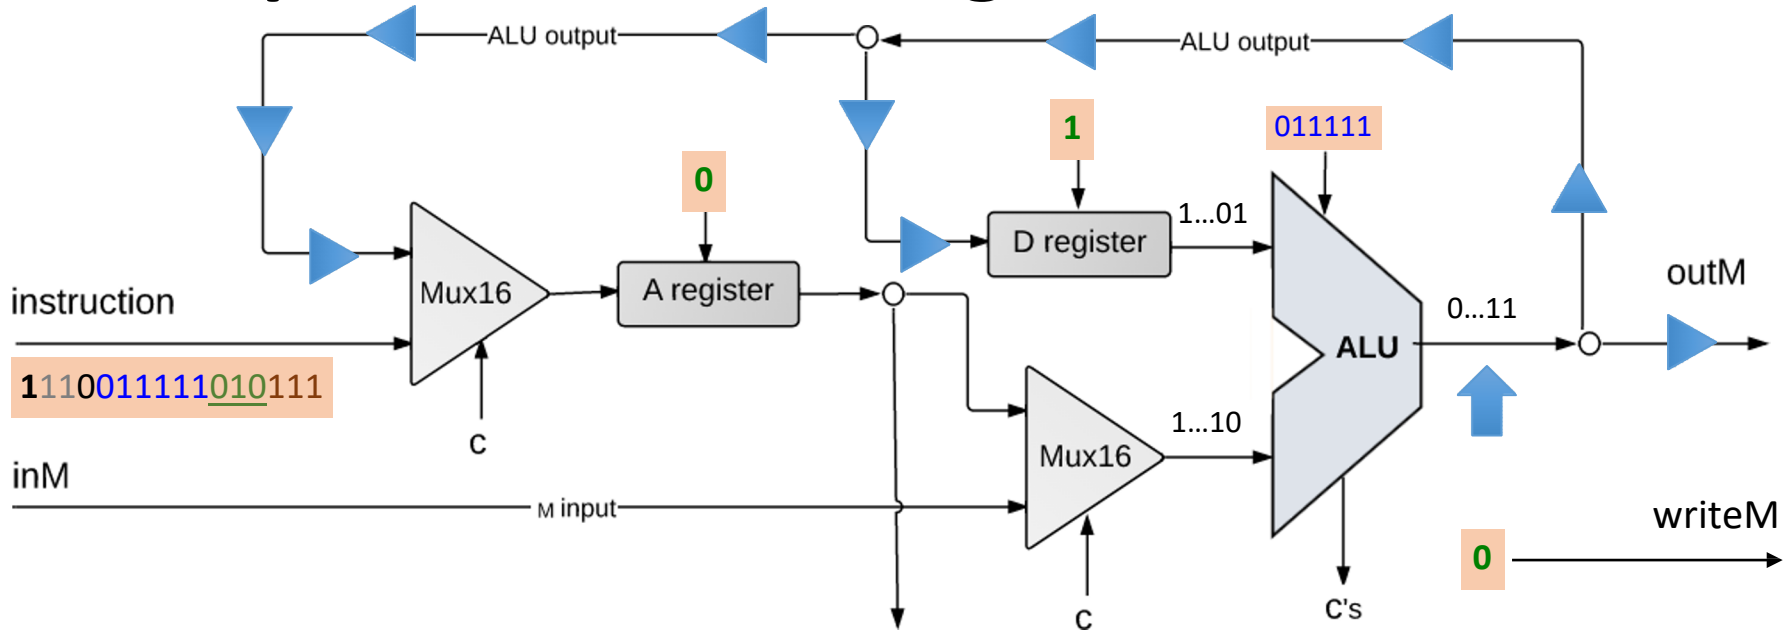 ALU output
ALU output
1
011111
0
1...01
D register
outM
Mux16
A register
instruction
0...11
ALU
1110011111010111
1...10
c
Mux16
inM
M input
writeM
0
c
c's